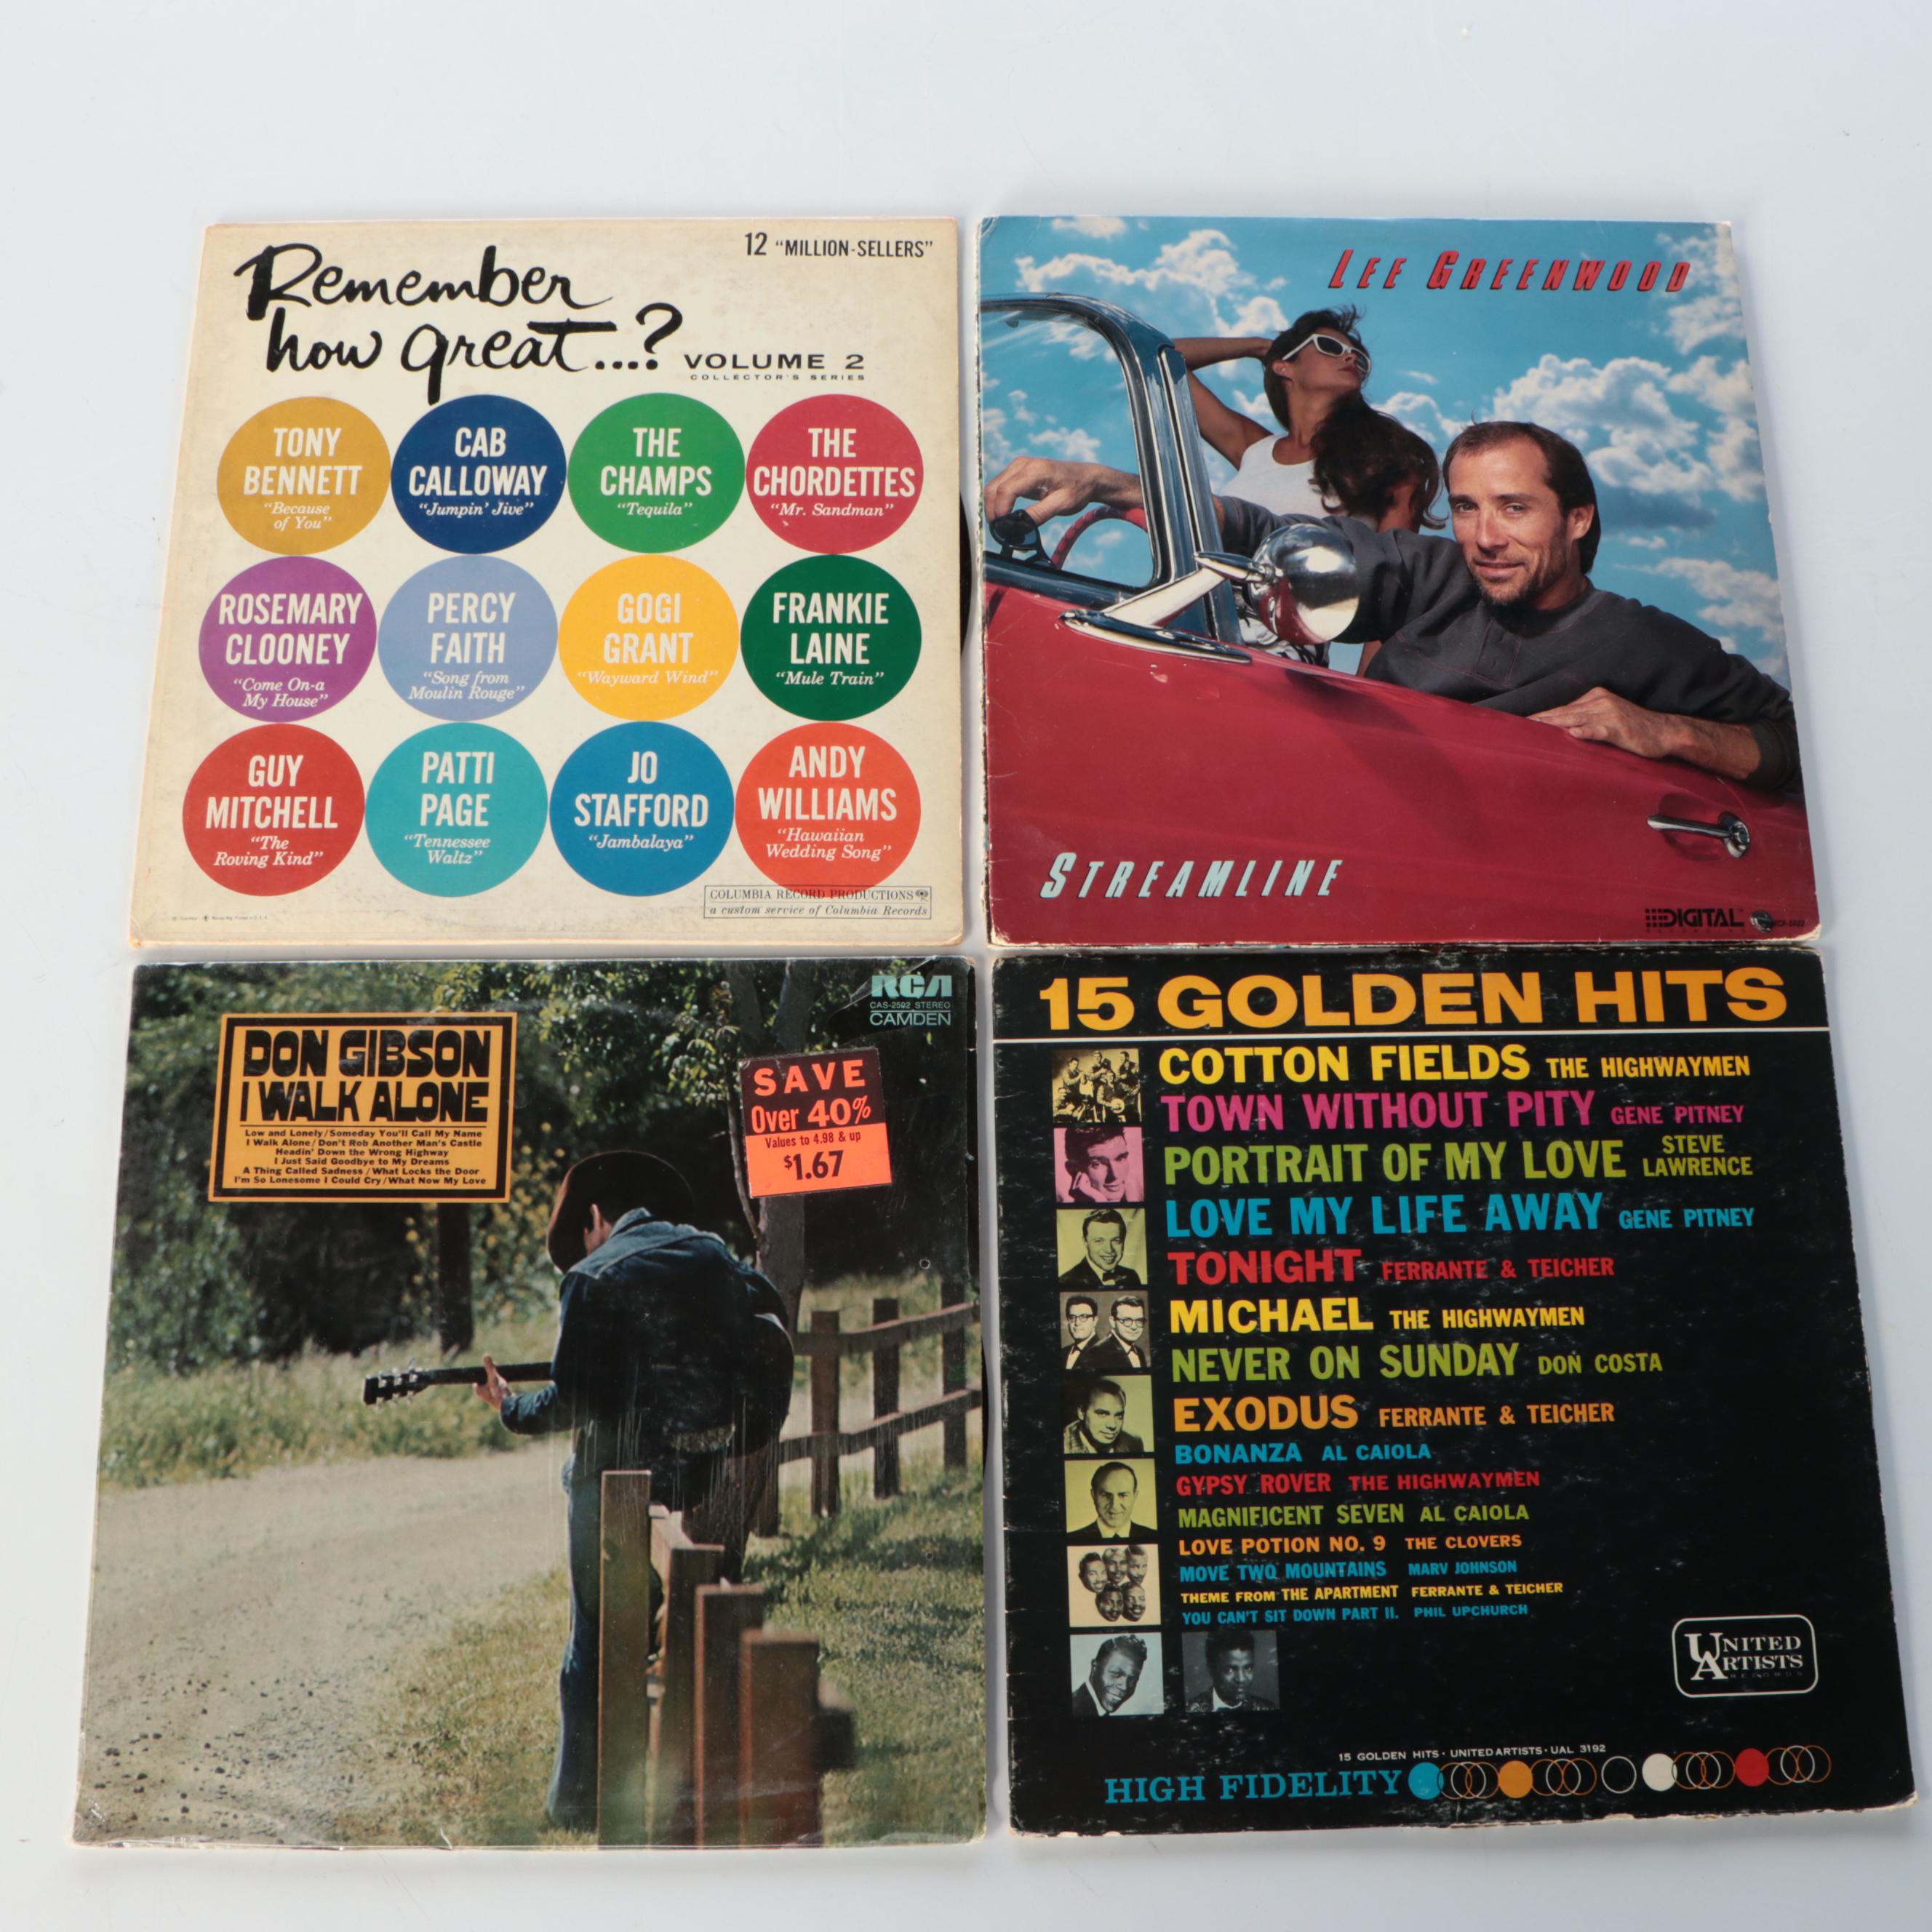 12 "MILLION-SELLERS"
Remember
how great...?
VOLUME 2
COLLECTOR'S SERIES
TONY
BENNETT
"Because
of You"
CAB
CALLOWAY
"Jumpin' Jive"
THE
CHAMPS
"Tequila"
THE
CHORDETTES
"Mr. Sandman"
ROSEMARY
CLOONEY
"Come On-a
My House"
PERCY
FAITH
"Song from
Moulin Rouge"
GOGI
GRANT
"Wayward Wind"
FRANKIE
LAINE
"Mule Train"
GUY
MITCHELL
"The
Roving Kind"
PATTI
PAGE
"Tennessee
Waltz"
JO
STAFFORD
"Jambalaya"
ANDY
WILLIAMS
"Hawaiian
Wedding Song"
COLUMBIA RECORD PRODUCTIONS
a custom service of Columbia Records
LEE GREENWOOD
STREAMLINE
DIGITAL
RCA
CAS-2592 STEREO
CAMDEN
DON GIBSON
I WALK ALONE
Low and Lonely/Someday You'll Call My Name
I Walk Alone/Don't Rob Another Man's Castle
Headin' Down the Wrong Highway
I Just Said Goodbye to My Dreams
A Thing Called Sadness/What Locks the Door
I'm So Lonesome I Could Cry/What Now My Love
SAVE
Over 40%
Values to 4.98 & up
$1.67
15 GOLDEN HITS
COTTON FIELDS THE HIGHWAYMEN
TOWN WITHOUT PITY GENE PITNEY
PORTRAIT OF MY LOVE STEVE LAWRENCE
LOVE MY LIFE AWAY GENE PITNEY
TONIGHT FERRANTE & TEICHER
MICHAEL THE HIGHWAYMEN
NEVER ON SUNDAY DON COSTA
EXODUS FERRANTE & TEICHER
BONANZA AL CAIOLA
GYPSY ROVER THE HIGHWAYMEN
MAGNIFICENT SEVEN AL CAIOLA
LOVE POTION NO. 9 THE CLOVERS
MOVE TWO MOUNTAINS MARV JOHNSON
THEME FROM THE APARTMENT FERRANTE & TEICHER
YOU CAN'T SIT DOWN PART II. PHIL UPCHURCH
UNITED
ARTISTS
RECORDS
15 GOLDEN HITS · UNITED ARTISTS · UAL 3192
HIGH FIDELITY